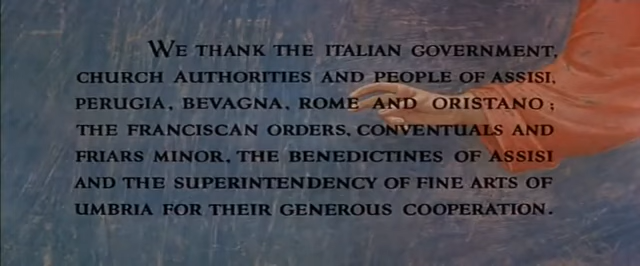 WE THANK THE ITALIAN GOVERNMENT,
CHURCH AUTHORITIES AND PEOPLE OF ASSISI,
PERUGIA, BEVAGNA, ROME AND ORISTANO;
THE FRANCISCAN ORDERS, CONVENTUALS AND
FRIARS MINOR, THE BENEDICTINES OF ASSISI
AND THE SUPERINTENDENCY OF FINE ARTS OF
UMBRIA FOR THEIR GENEROUS COOPERATION.